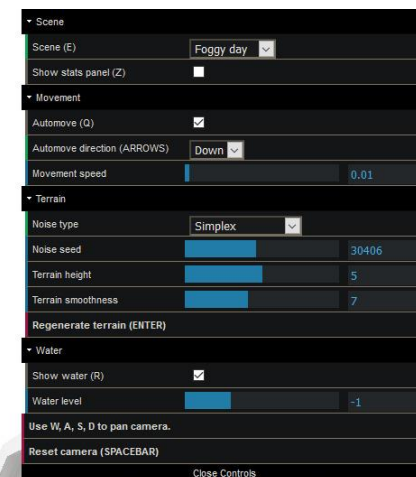 Scene
Scene (E) Foggy day
Show stats panel (Z)
Movement
Automove (Q)
Automove direction (ARROWS) Down
Movement speed 0.01
Terrain
Noise type Simplex
Noise seed 30406
Terrain height 5
Terrain smoothness 7
Regenerate terrain (ENTER)
Water
Show water (R)
Water level -1
Use W, A, S, D to pan camera.
Reset camera (SPACEBAR)
Close Controls